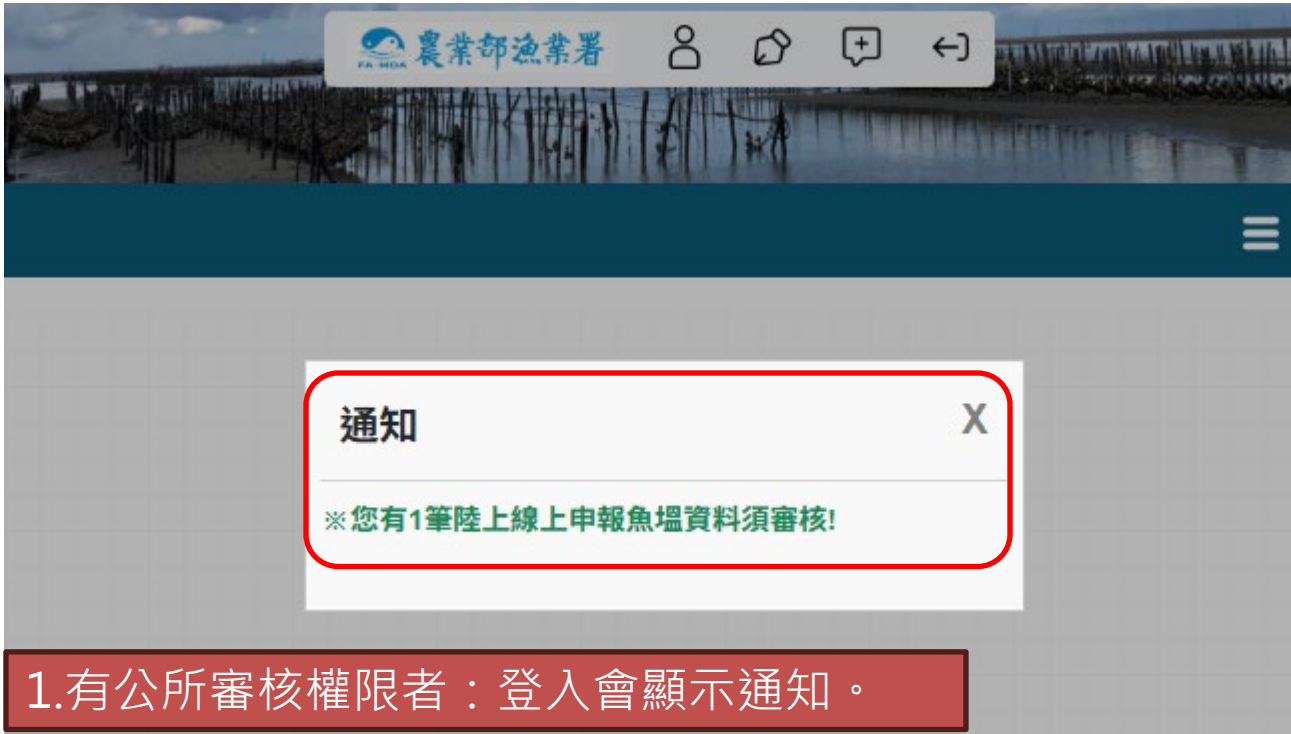 FA-MOA 農業部漁業署
通知 X
※您有1筆陸上線上申報魚塭資料須審核!
1.有公所審核權限者：登入會顯示通知。